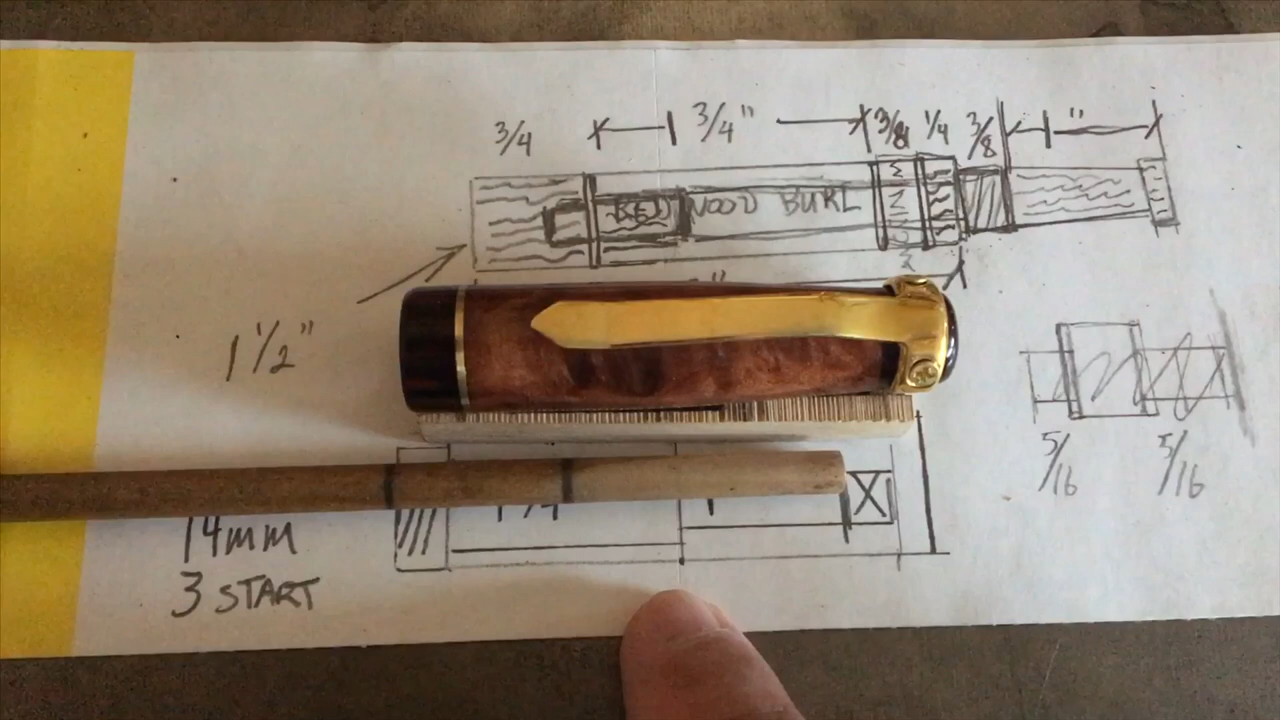 3/4 1 3/4" 3/8 1/4 3/8 1"
REDWOOD BURL
1 1/2"
5/16 5/16
14mm
3 START